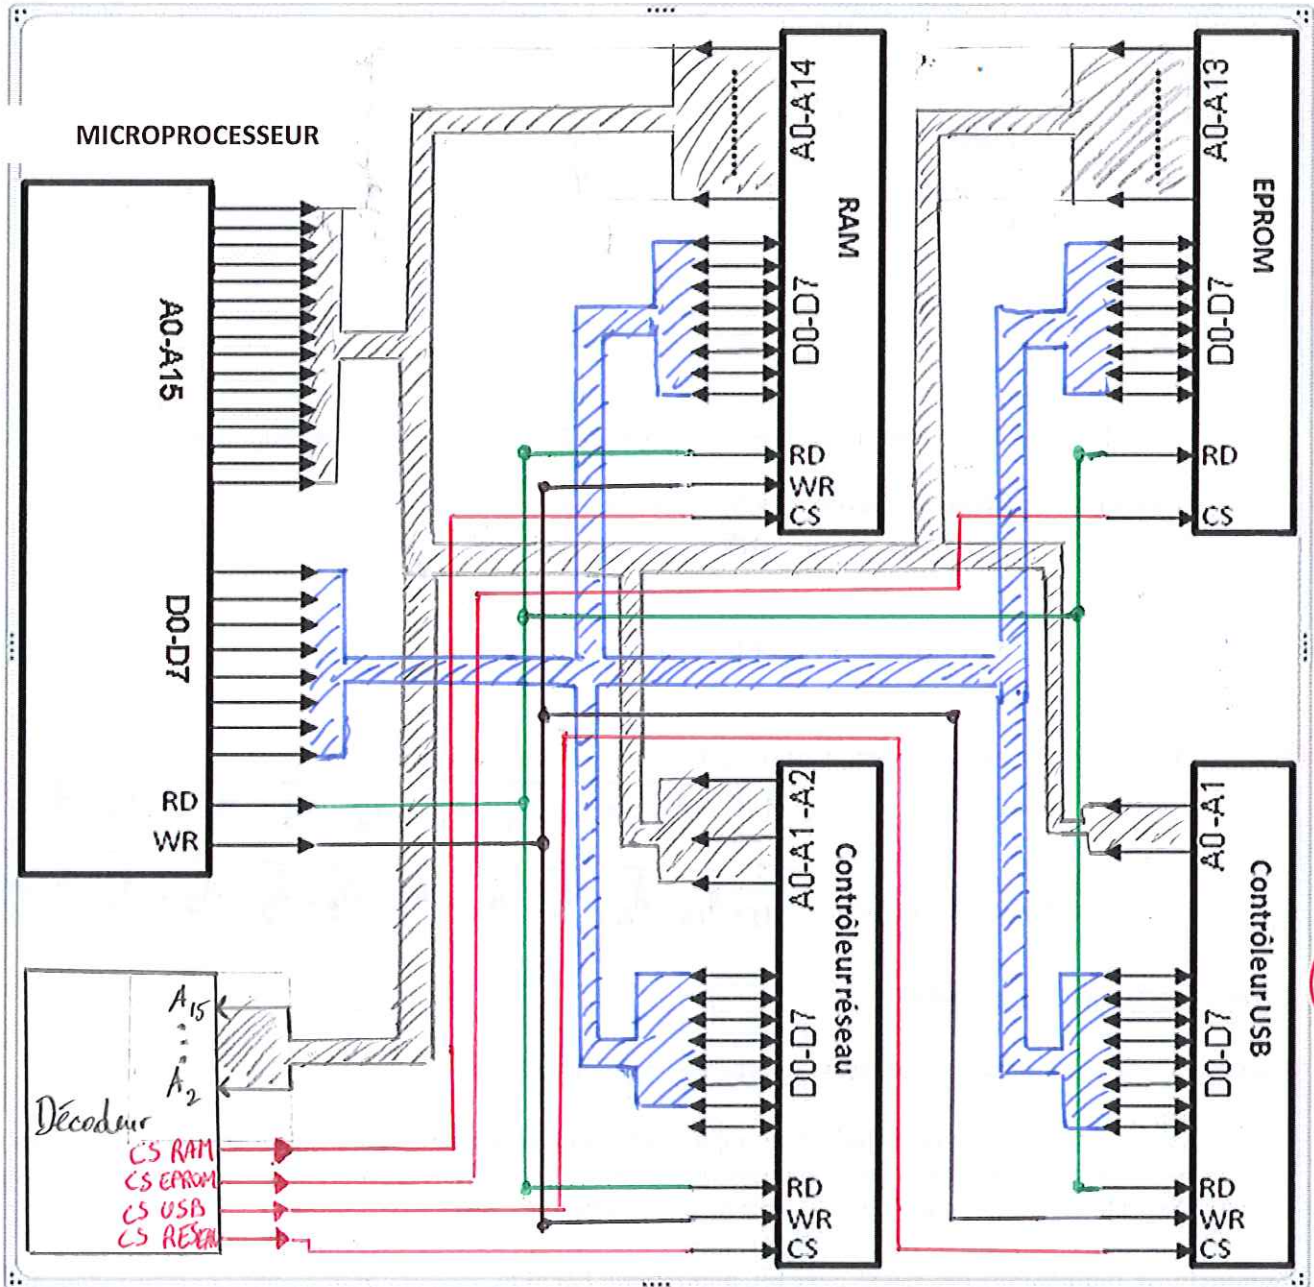 MICROPROCESSEUR
A0-A15
D0-D7
RD
WR
A0-A14
RAM
D0-D7
RD
WR
CS
A0-A13
EPROM
D0-D7
RD
CS
A0-A1-A2
Contrôleur réseau
D0-D7
RD
WR
CS
A0-A1
Contrôleur USB
D0-D7
RD
WR
CS
A15
A2
Décodeur
CS RAM
CS EPROM
CS USB
CS RESEAU